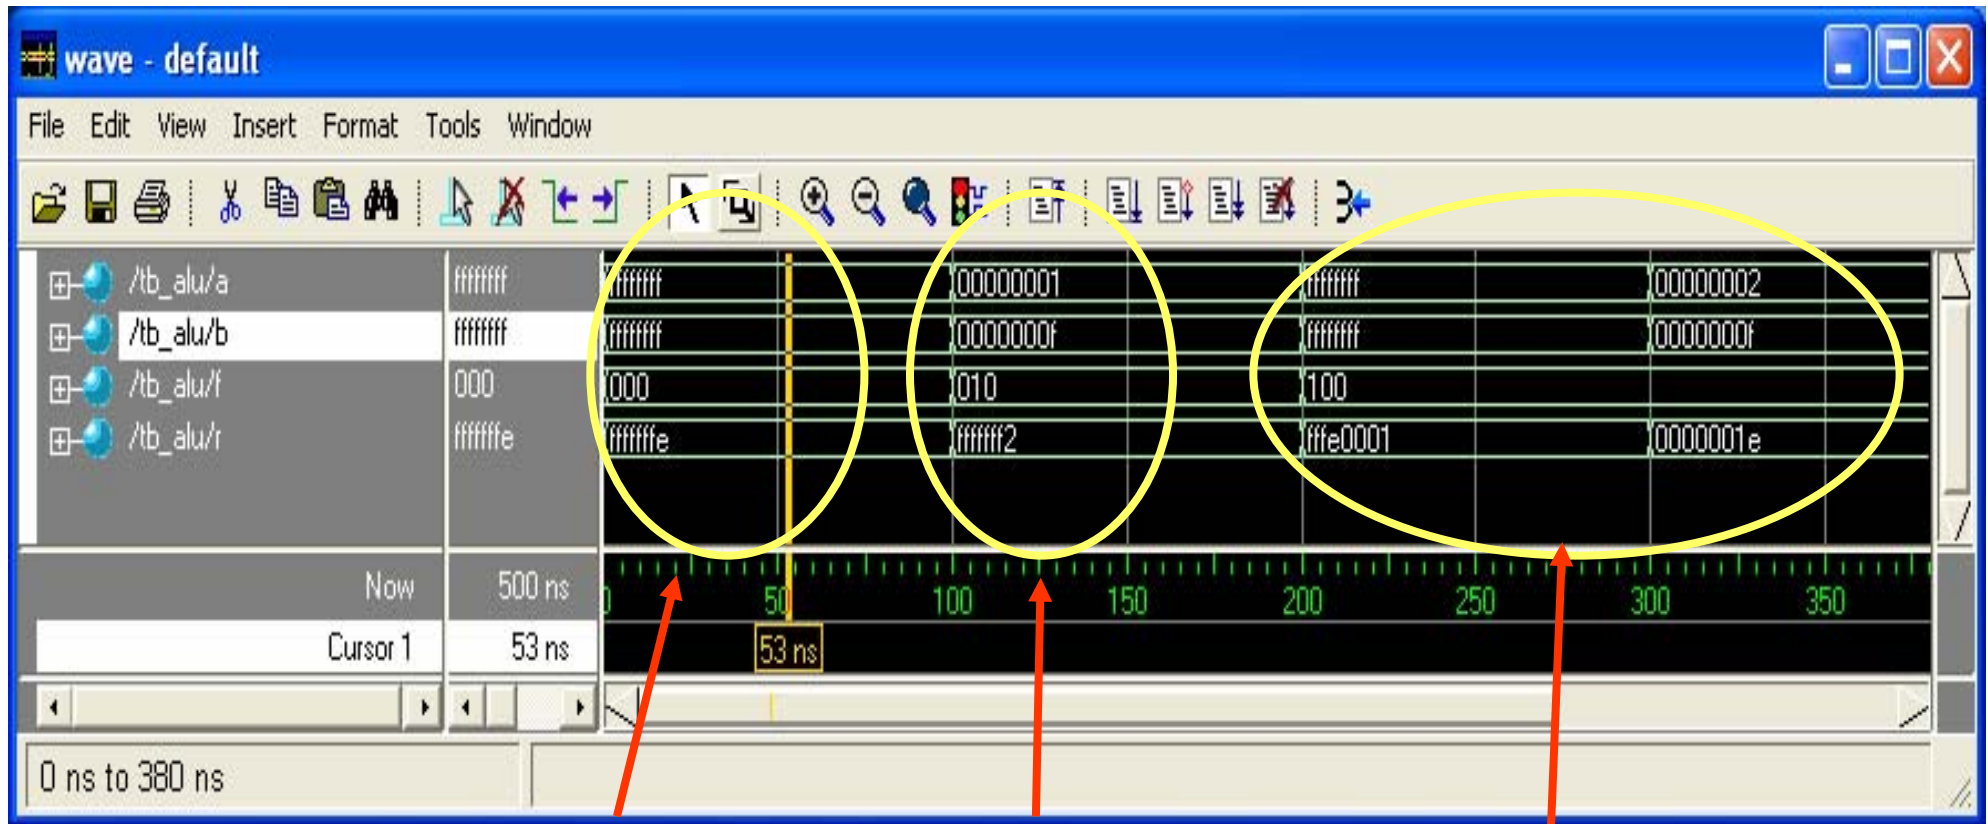 wave - default
File Edit View Insert Format Tools Window
/tb_alu/a ffffffff ffffffff 00000001 ffffffff 00000002
/tb_alu/b ffffffff ffffffff 0000000f ffffffff 0000000f
/tb_alu/f 000 000 010 100
/tb_alu/r fffffffe fffffffe fffffff2 fffe0001 0000001e
Now 500 ns 0 50 100 150 200 250 300 350
Cursor 1 53 ns 53 ns
0 ns to 380 ns